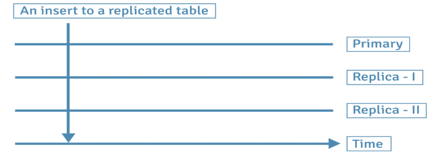 An insert to a replicated table
Primary
Replica - I
Replica - II
Time